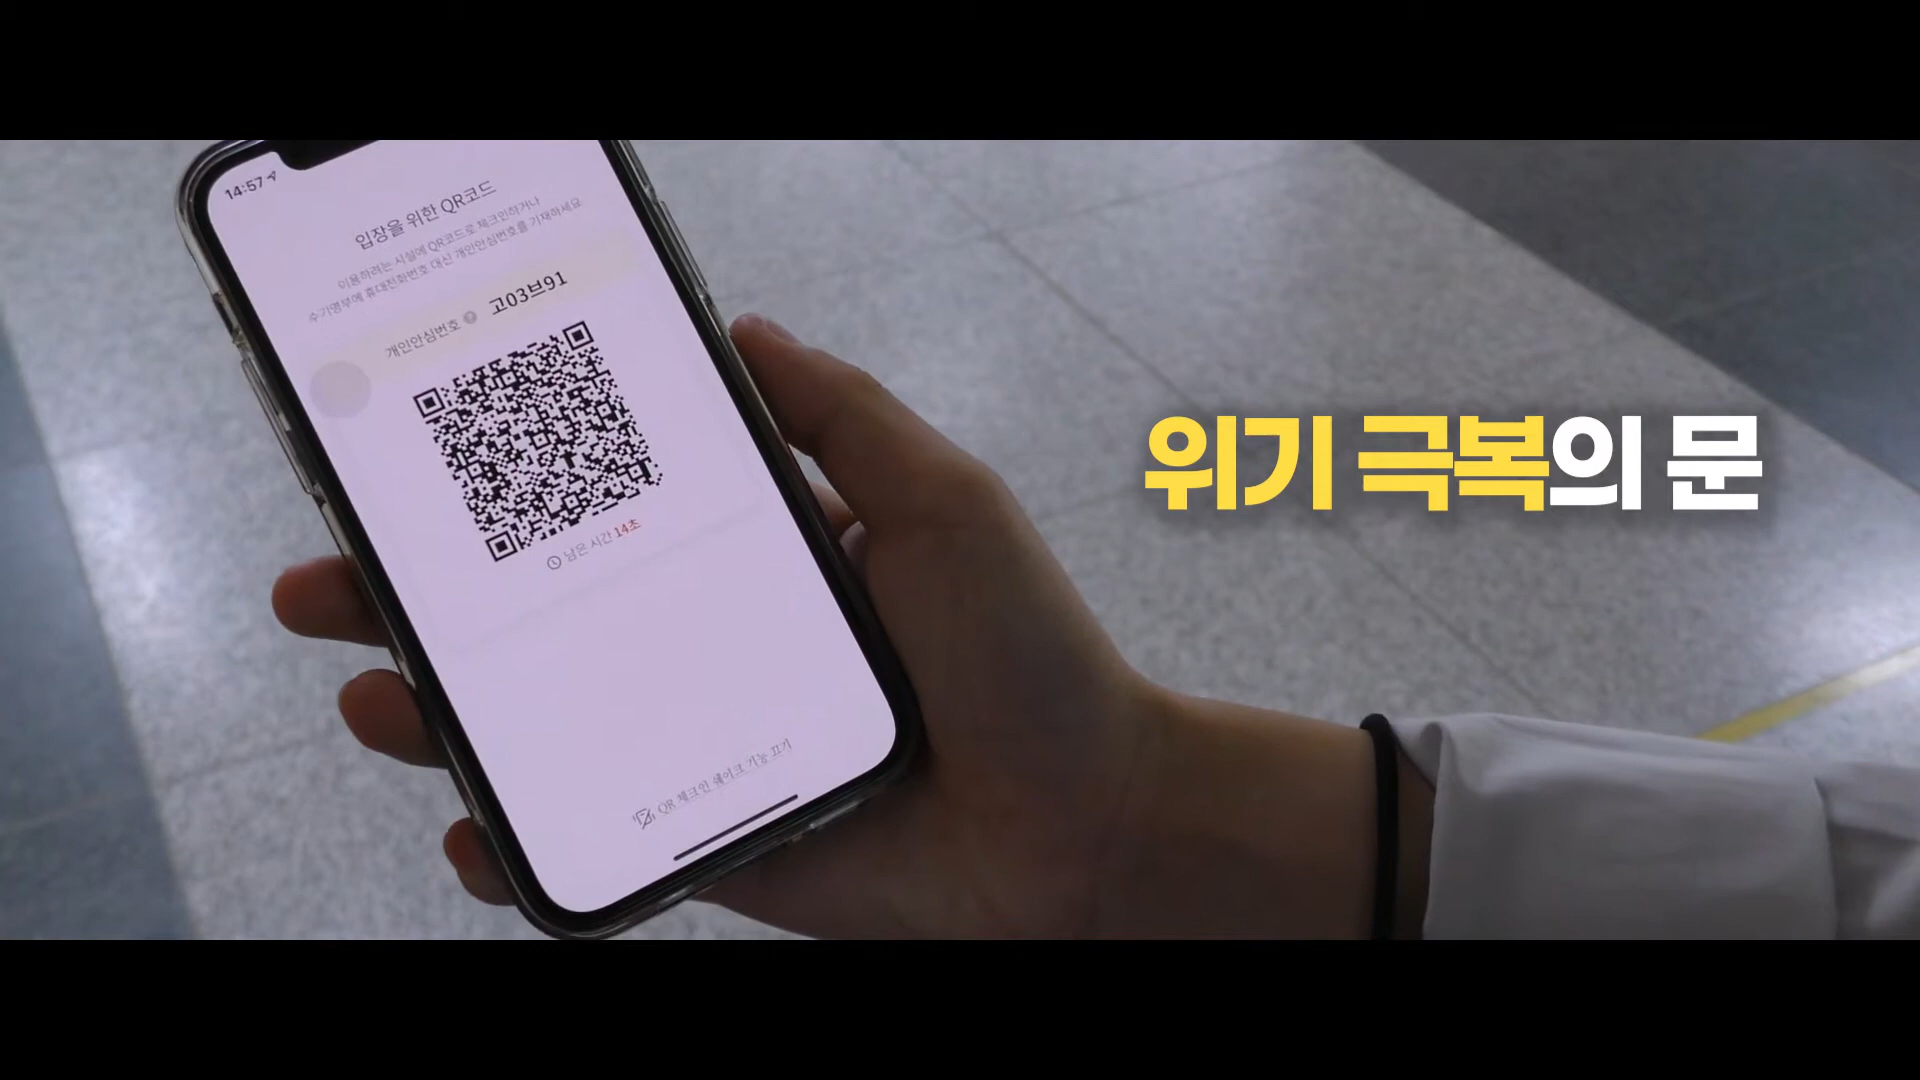 14:57
입장을 위한 QR코드
이용하려는 시설에 QR코드로 체크인하거나
수기명부에 휴대전화번호 대신 개인안심번호를 기재하세요
개인안심번호 고03브91
남은 시간 14초
QR 체크인 쉐이크 기능 끄기
위기 극복의 문